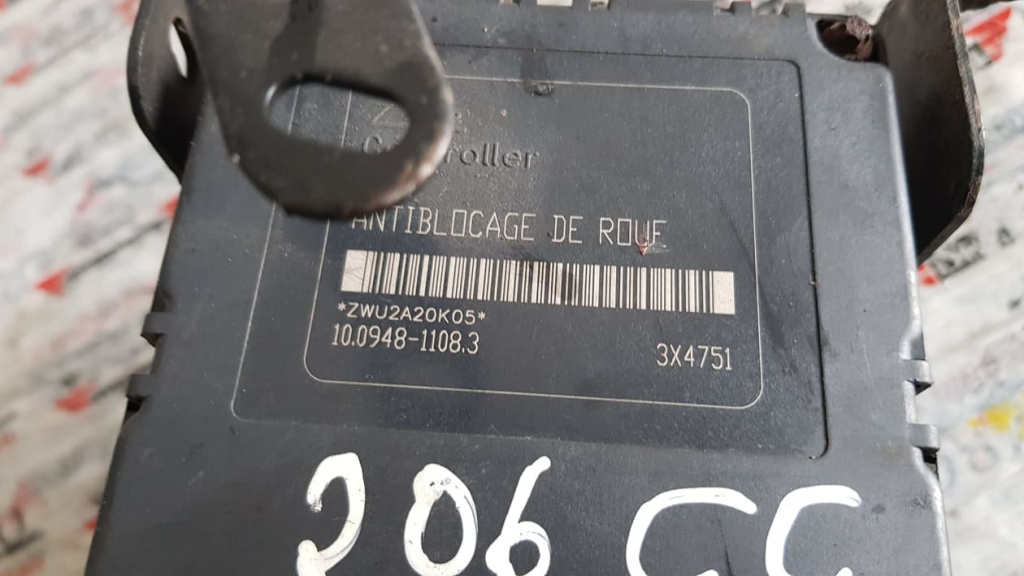 ANTIBLOCAGE DE ROUE
*ZWU2A20K05*
10.0948-1108.3 3X4751
206 CC